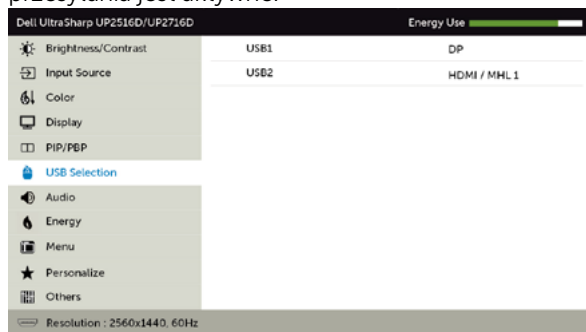 Dell UltraSharp UP2516D/UP2716D Energy Use
Brightness/Contrast USB1 DP
Input Source USB2 HDMI / MHL 1
Color
Display
PIP/PBP
USB Selection
Audio
Energy
Menu
Personalize
Others
Resolution : 2560x1440, 60Hz